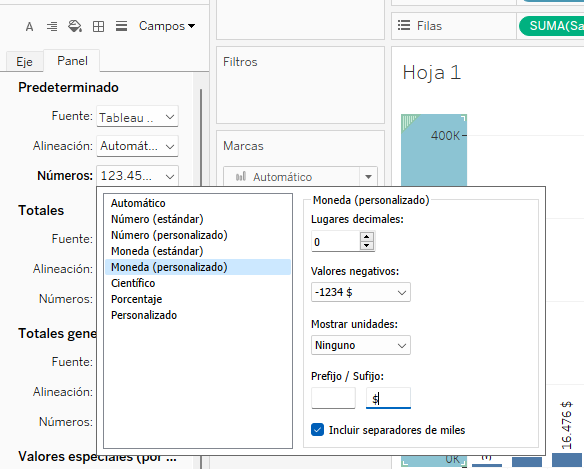 A
Campos
Filas
SUMA(Sa
Eje
Panel
Hoja 1
Filtros
Predeterminado
Fuente:
Tableau ..
Alineación:
Automát...
Marcas
400K
Números:
123.45...
Automático
Automático
Número (estándar)
Número (personalizado)
Moneda (estándar)
Moneda (personalizado)
Científico
Porcentaje
Personalizado
Moneda (personalizado)
Lugares decimales:
0
Valores negativos:
-1234 $
Mostrar unidades:
Ninguno
Prefijo / Sufijo:
$
Incluir separadores de miles
Totales
Fuente:
Alineación:
Números:
Totales gene
Fuente:
Alineación:
Números:
Valores especiales (por ...
0K
16.476 $